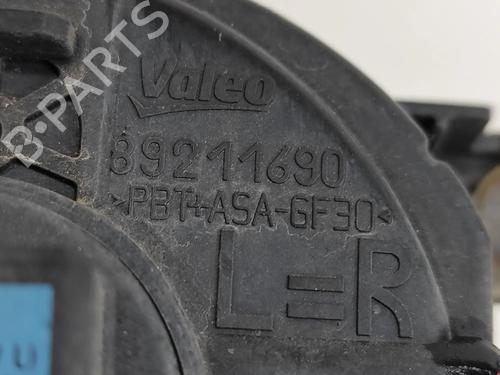 B-PARTS
Valeo
89211690
>PBT+ASA-GF30<
L=R